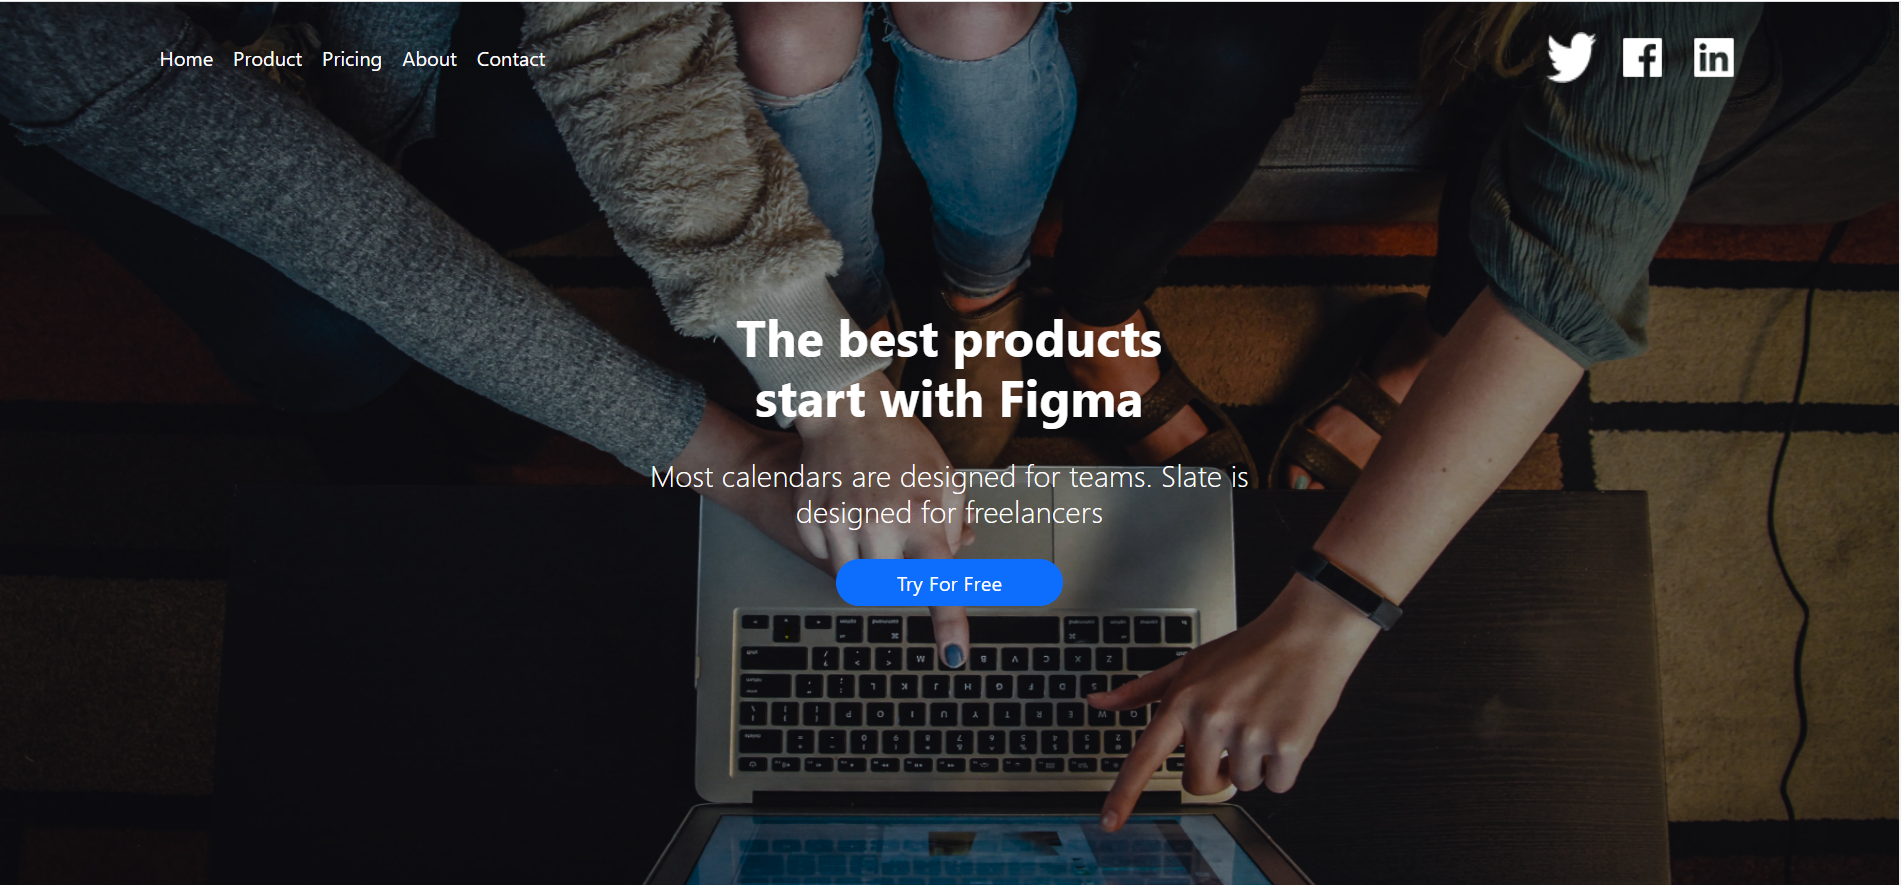 Home Product Pricing About Contact
The best products
start with Figma
Most calendars are designed for teams. Slate is
designed for freelancers
Try For Free